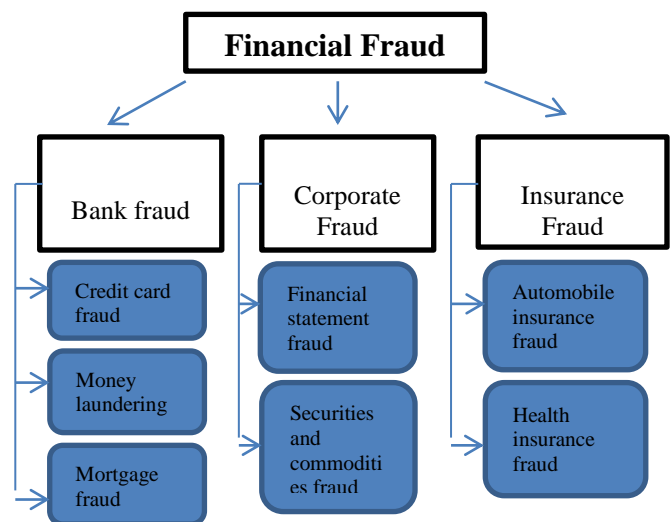 Financial Fraud
Bank fraud
Credit card
fraud
Money
laundering
Mortgage
fraud
Corporate
Fraud
Financial
statement
fraud
Securities
and
commoditi
es fraud
Insurance
Fraud
Automobile
insurance
fraud
Health
insurance
fraud